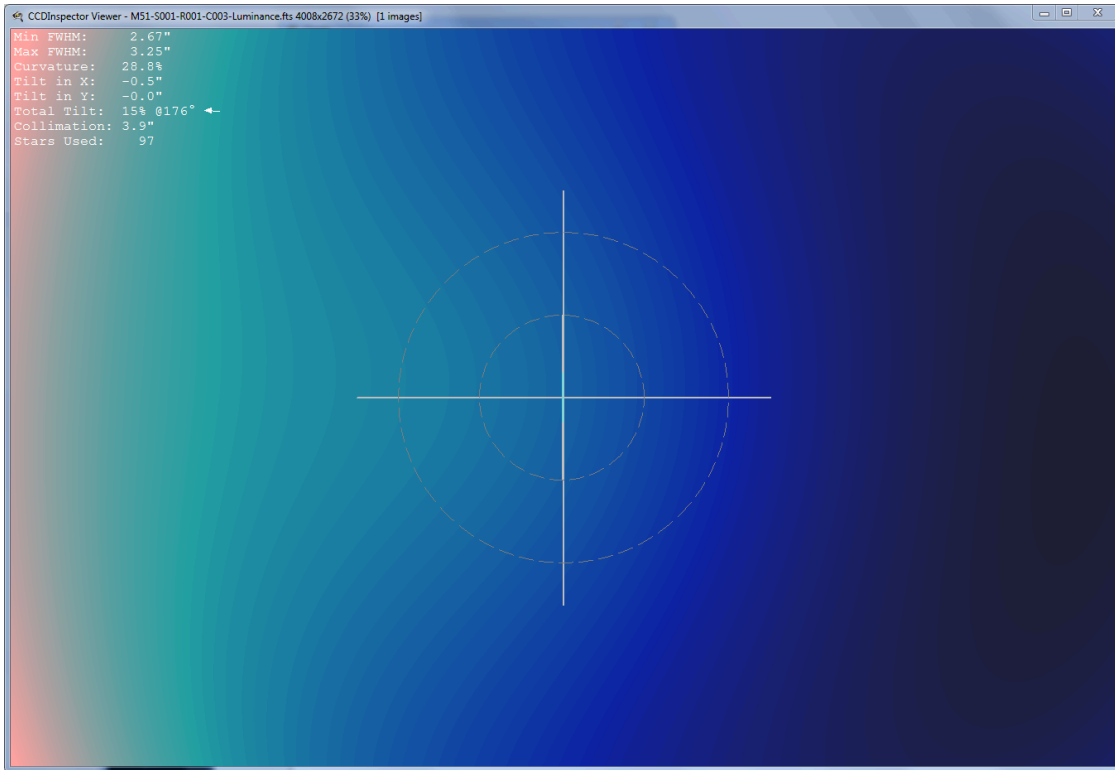 CCDInspector Viewer - M51-S001-R001-C003-Luminance.fts 4008x2672 (33%) [1 images]
Min FWHM: 2.67"
Max FWHM: 3.25"
Curvature: 28.8%
Tilt in X: -0.5"
Tilt in Y: -0.0"
Total Tilt: 15% @176°
Collimation: 3.9"
Stars Used: 97